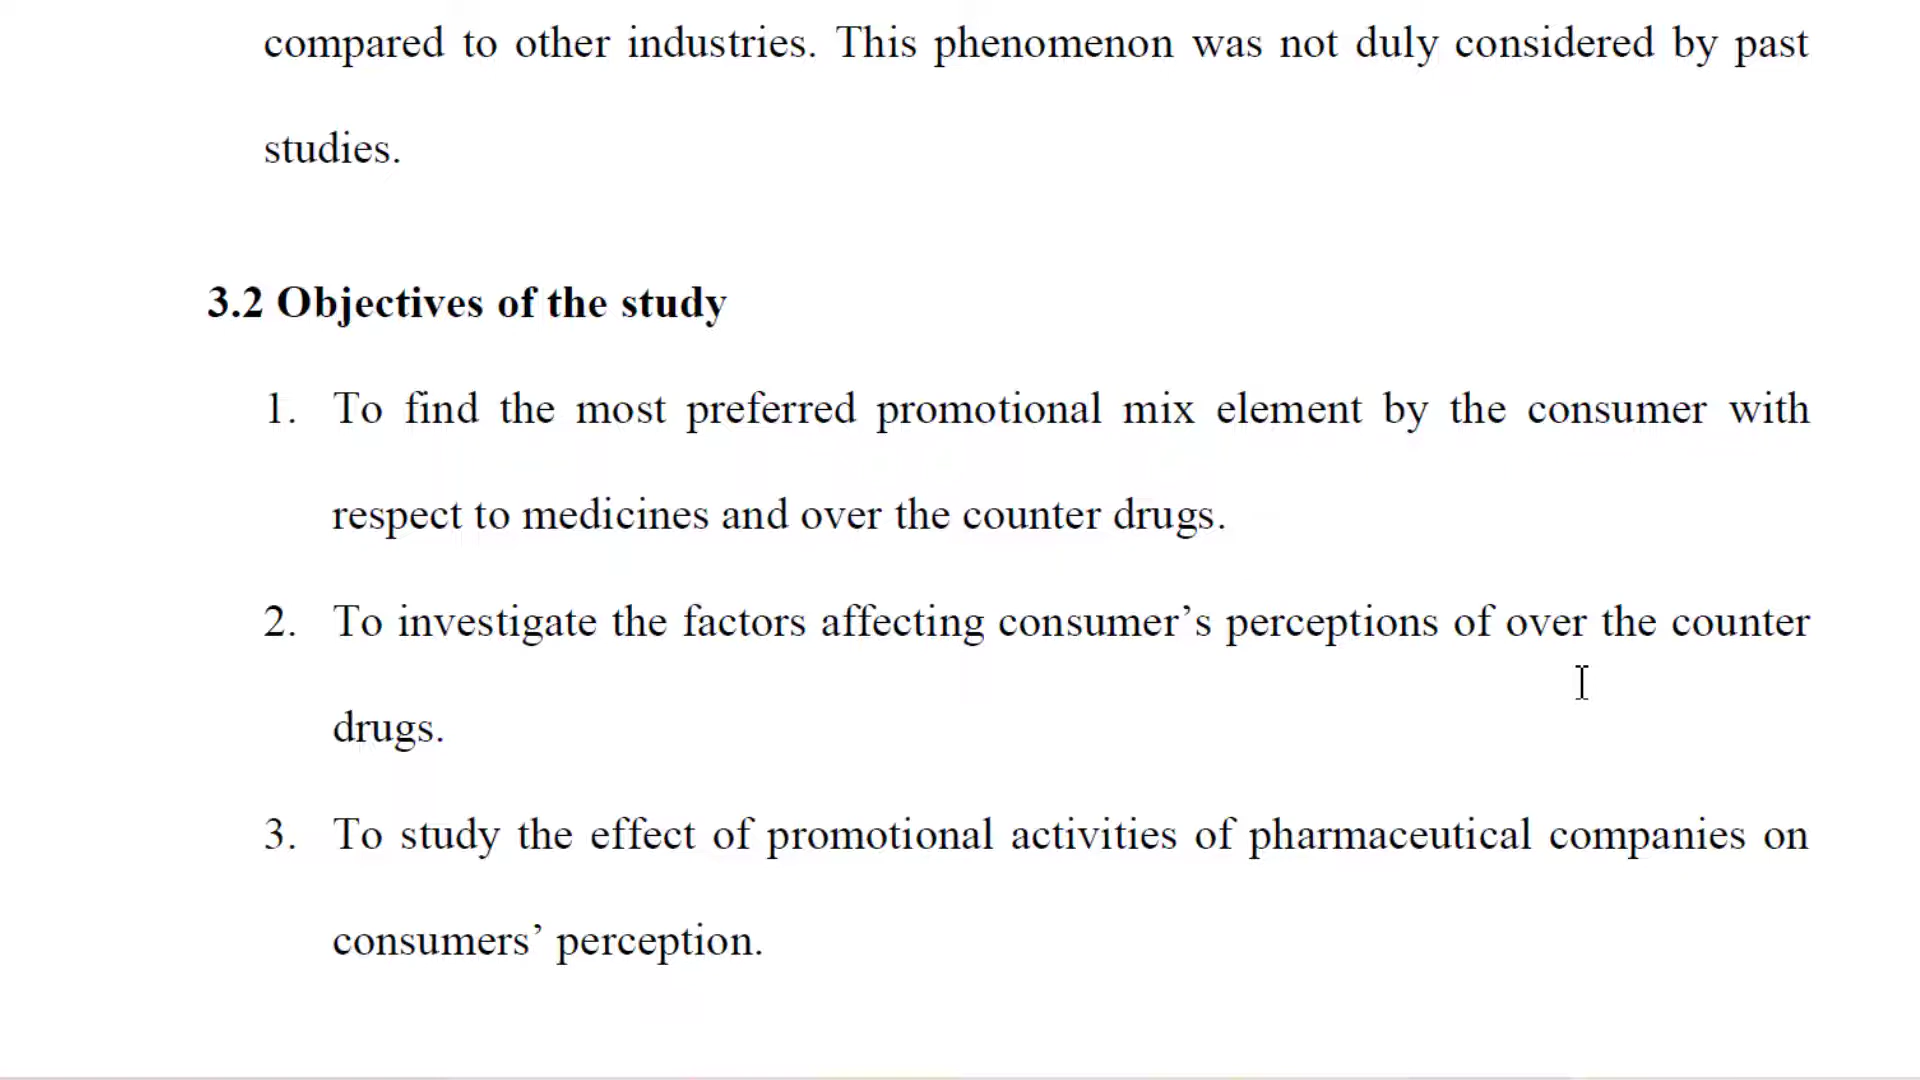 compared to other industries. This phenomenon was not duly considered by past
studies.
3.2 Objectives of the study
1. To find the most preferred promotional mix element by the consumer with
respect to medicines and over the counter drugs.
2. To investigate the factors affecting consumer’s perceptions of over the counter
drugs.
3. To study the effect of promotional activities of pharmaceutical companies on
consumers’ perception.